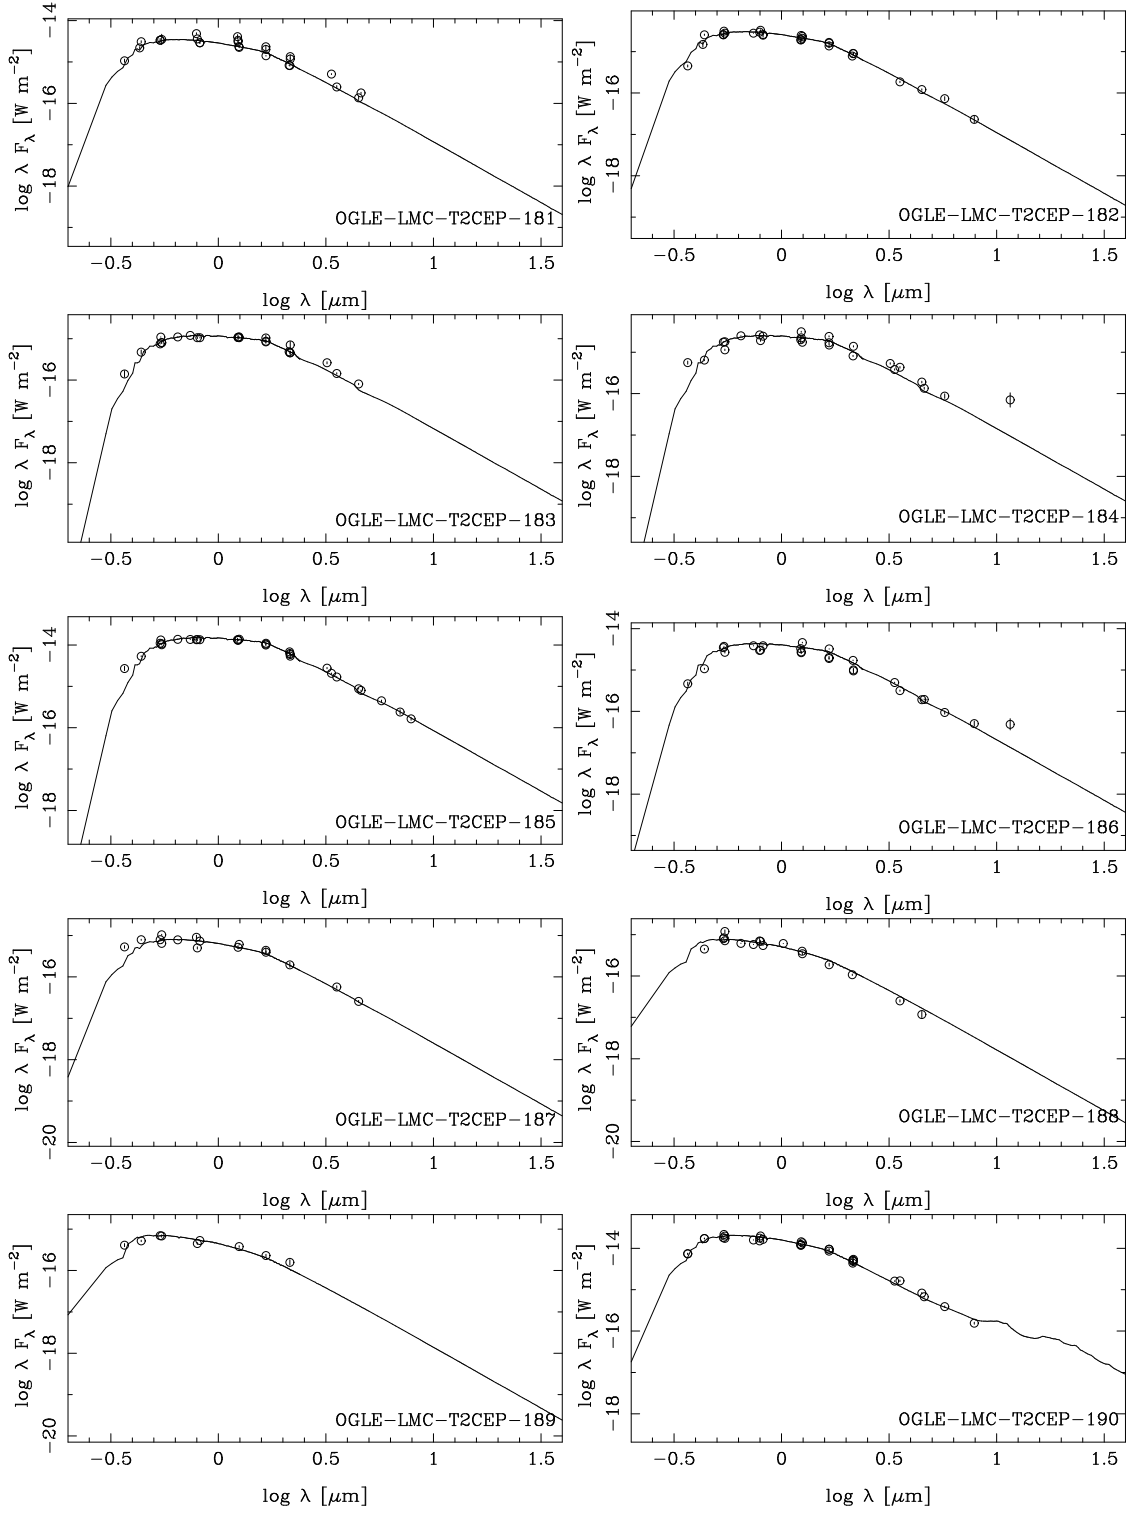 log λ F_λ [W m⁻²]
−14
−16
−18
OGLE−LMC−T2CEP−181
−0.5 0 0.5 1 1.5
log λ [μm]
log λ F_λ [W m⁻²]
−16
−18
OGLE−LMC−T2CEP−182
−0.5 0 0.5 1 1.5
log λ [μm]
log λ F_λ [W m⁻²]
−16
−18
OGLE−LMC−T2CEP−183
−0.5 0 0.5 1 1.5
log λ [μm]
log λ F_λ [W m⁻²]
−16
−18
OGLE−LMC−T2CEP−184
−0.5 0 0.5 1 1.5
log λ [μm]
log λ F_λ [W m⁻²]
−14
−16
−18
OGLE−LMC−T2CEP−185
−0.5 0 0.5 1 1.5
log λ [μm]
log λ F_λ [W m⁻²]
−14
−16
−18
OGLE−LMC−T2CEP−186
−0.5 0 0.5 1 1.5
log λ [μm]
log λ F_λ [W m⁻²]
−16
−18
−20
OGLE−LMC−T2CEP−187
−0.5 0 0.5 1 1.5
log λ [μm]
log λ F_λ [W m⁻²]
−16
−18
−20
OGLE−LMC−T2CEP−188
−0.5 0 0.5 1 1.5
log λ [μm]
log λ F_λ [W m⁻²]
−16
−18
−20
OGLE−LMC−T2CEP−189
−0.5 0 0.5 1 1.5
log λ [μm]
log λ F_λ [W m⁻²]
−14
−16
−18
OGLE−LMC−T2CEP−190
−0.5 0 0.5 1 1.5
log λ [μm]